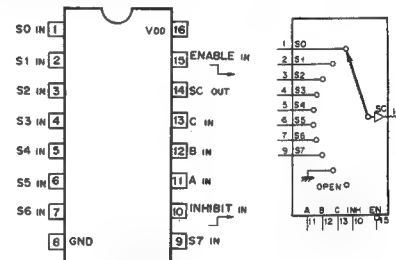 S0 IN 1
S1 IN 2
S2 IN 3
S3 IN 4
S4 IN 5
S5 IN 6
S6 IN 7
8 GND
VDD 16
15 ENABLE IN
14 SC OUT
13 C IN
12 B IN
11 A IN
10 INHIBIT IN
9 S7 IN
1 S0
2 S1
3 S2
4 S3
5 S4
6 S5
7 S6
9 S7
SC
OPEN
A B C INH EN
11 12 13 10 15